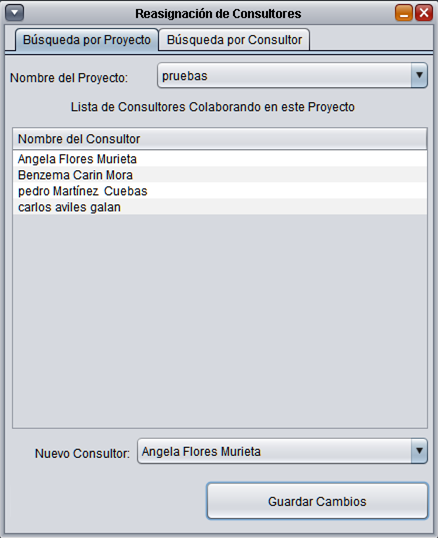 Reasignación de Consultores
Búsqueda por Proyecto Búsqueda por Consultor
Nombre del Proyecto: pruebas
Lista de Consultores Colaborando en este Proyecto
Nombre del Consultor
Angela Flores Murieta
Benzema Carin Mora
pedro Martínez Cuebas
carlos aviles galan
Nuevo Consultor: Angela Flores Murieta
Guardar Cambios